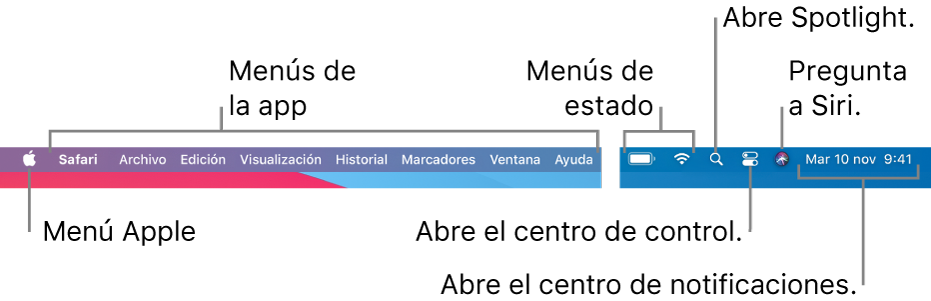 Abre Spotlight.
Menús de
la app
Menús de
estado
Pregunta
a Siri.
Safari Archivo Edición Visualización Historial Marcadores Ventana Ayuda
Mar 10 nov 9:41
Menú Apple
Abre el centro de control.
Abre el centro de notificaciones.